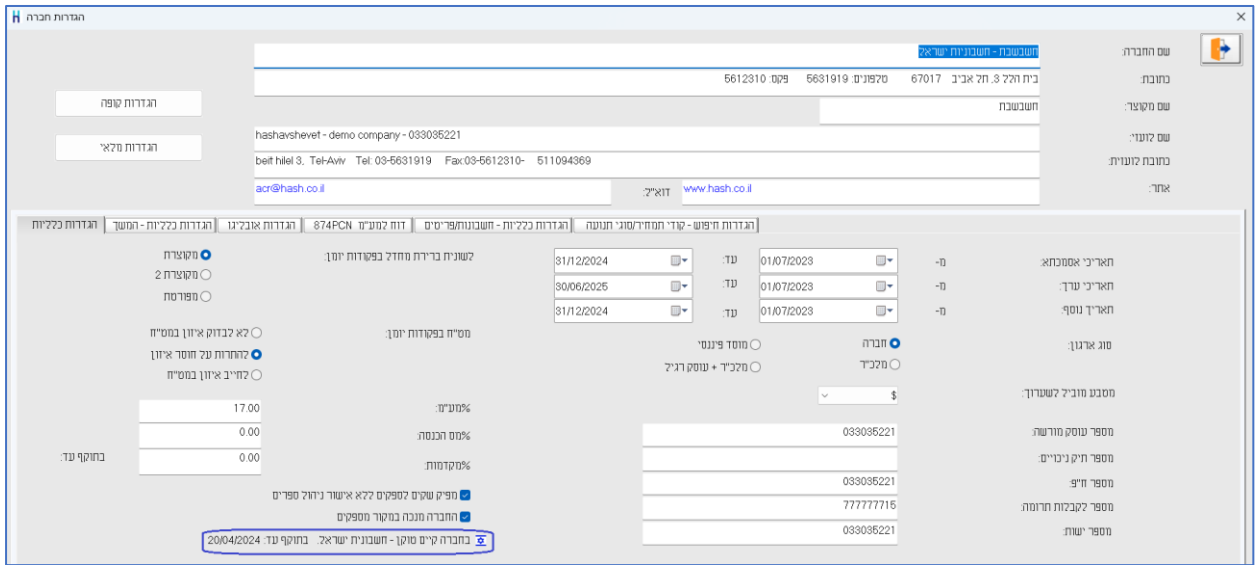 הגדרות חברה
שם החברה: חשבשבת - חשבוניות ישראל
כתובת: בית הלל 3, תל אביב 67017 טלפונים: 5631919 פקס: 5612310
שם מקוצר: חשבשבת
הגדרות קופה
שם לועזי: hashavshevet - demo company - 033035221
הגדרות מלאי
כתובת לועזית: beit hilel 3, Tel-Aviv Tel: 03-5631919 Fax:03-5612310- 511094369
אתר: www.hash.co.il דוא"ל: acr@hash.co.il
הגדרות כלליות הגדרות כלליות - המשך הגדרות אובליגו דוח למע"מ 874PCN הגדרות כלליות - חשבונות/פריטים הגדרות חיפוש - קודי תמחיר/סוגי תנועה
תאריכי אסמכתא: מ- 01/07/2023 עד: 31/12/2024
תאריכי ערך: מ- 01/07/2023 עד: 30/06/2025
תאריך נוסף: מ- 01/07/2023 עד: 31/12/2024
סוג ארגון: חברה מוסד פיננסי
מלכ"ר מלכ"ר + עוסק רגיל
מטבע מוביל לשערוך: $
מספר עוסק מורשה: 033035221
מספר תיק ניכויים:
מספר ח"פ: 033035221
מספר לקבלות תרומה: 777777715
מספר ישות: 033035221
לשונית ברירת מחדל בפקודות יומן: מקוצרת
מקוצרת 2
מפורטת
מט"ח בפקודות יומן: לא לבדוק איזון במט"ח
להתרות על חוסר איזון
לחייב איזון במט"ח
%מע"מ: 17.00
%מס הכנסה: 0.00
%מקדמות: 0.00 בתוקף עד:
מפיק שקים לספקים ללא אישור ניהול ספרים
החברה מנכה במקור מספקים
בחברה קיים טוקן - חשבונית ישראל. בתוקף עד: 20/04/2024